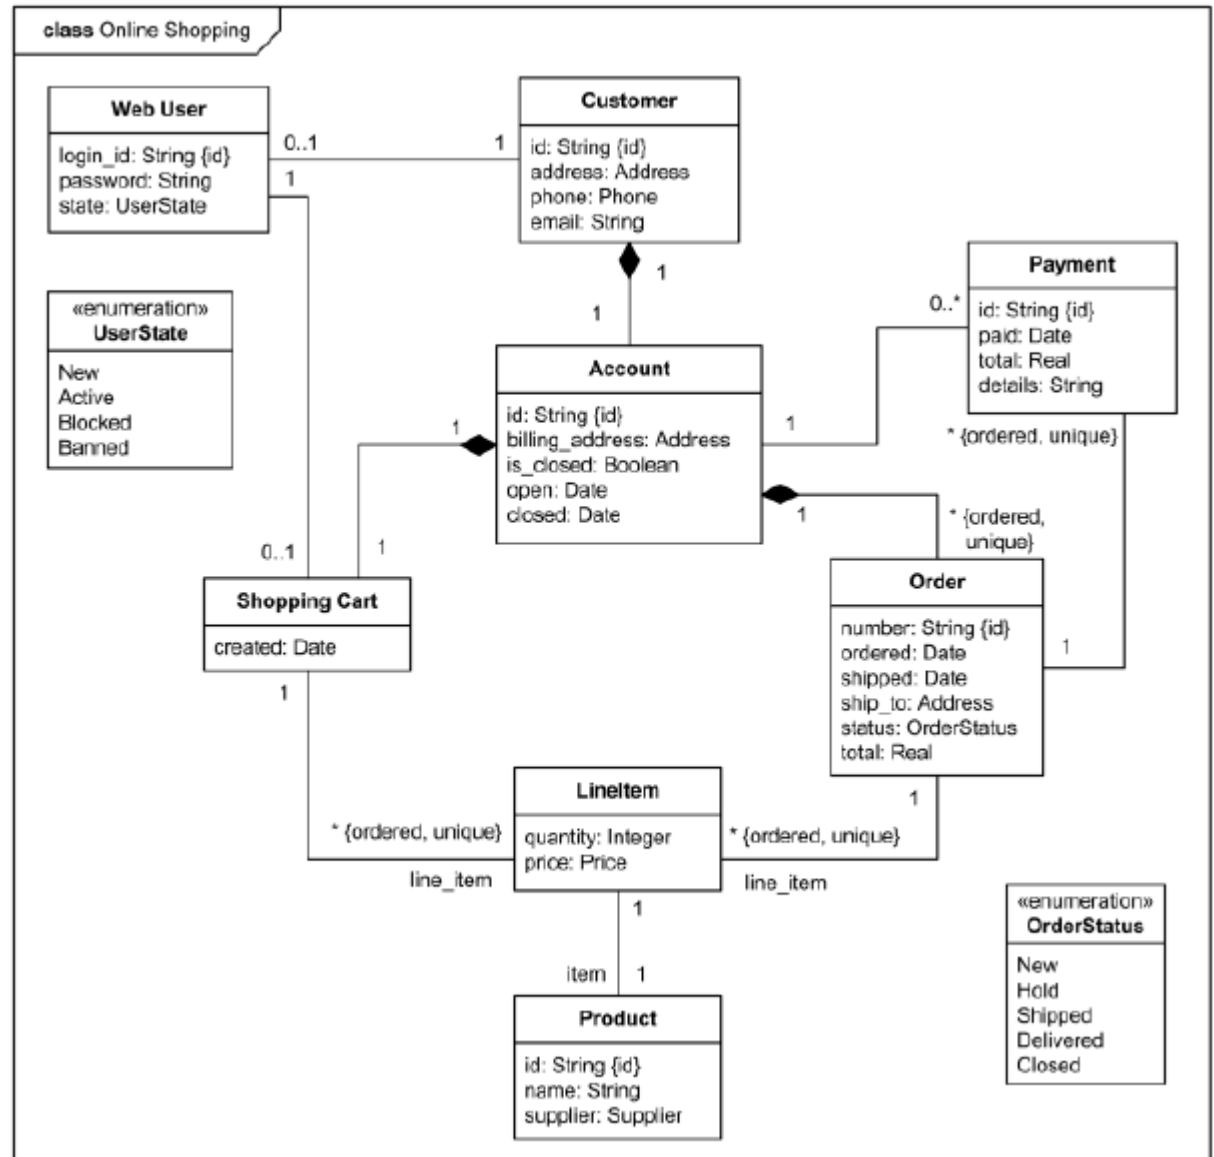 class Online Shopping
Web User
login_id: String {id}
password: String
state: UserState
0..1
1
1
Customer
id: String {id}
address: Address
phone: Phone
email: String
1
1
«enumeration»
UserState
New
Active
Blocked
Banned
Payment
id: String {id}
paid: Date
total: Real
details: String
0..*
1
* {ordered, unique}
Account
id: String {id}
billing_address: Address
is_closed: Boolean
open: Date
closed: Date
1
1
* {ordered,
unique}
0..1
1
Shopping Cart
created: Date
1
Order
number: String {id}
ordered: Date
shipped: Date
ship_to: Address
status: OrderStatus
total: Real
1
1
LineItem
quantity: Integer
price: Price
* {ordered, unique}
line_item
* {ordered, unique}
line_item
1
item
1
Product
id: String {id}
name: String
supplier: Supplier
«enumeration»
OrderStatus
New
Hold
Shipped
Delivered
Closed